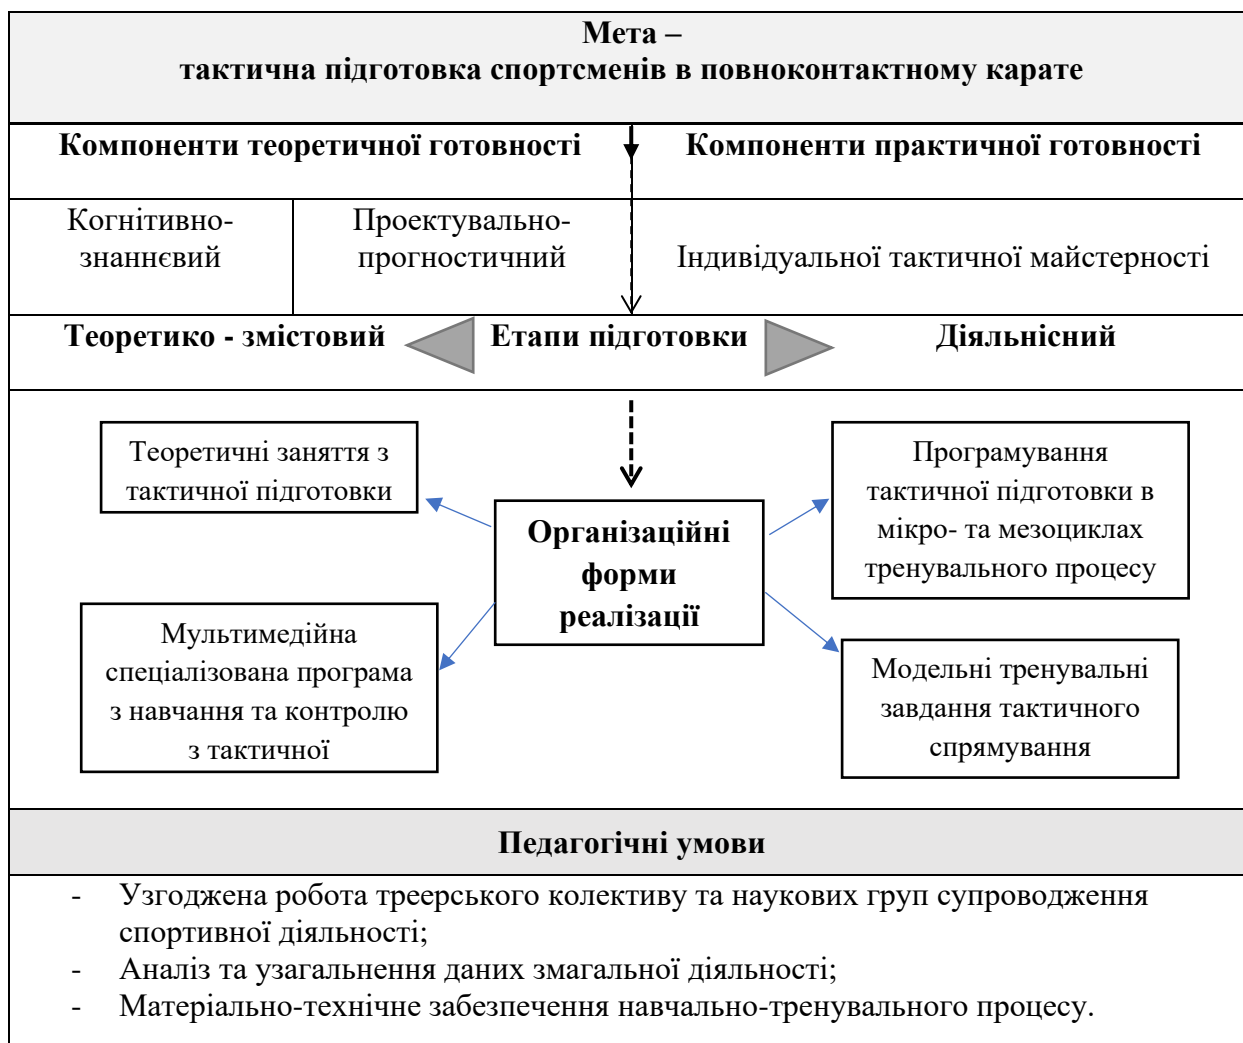 Мета –
тактична підготовка спортсменів в повноконтактному карате
Компоненти теоретичної готовності
Компоненти практичної готовності
Когнітивно-
знаннєвий
Проектувально-
прогностичний
Індивідуальної тактичної майстерності
Теоретико - змістовий
Етапи підготовки
Діяльнісний
Теоретичні заняття з
тактичної підготовки
Програмування
тактичної підготовки в
мікро- та мезоциклах
тренувального процесу
Організаційні
форми
реалізації
Мультимедійна
спеціалізована програма
з навчання та контролю
з тактичної
Модельні тренувальні
завдання тактичного
спрямування
Педагогічні умови
- Узгоджена робота треерського колективу та наукових груп супроводження
спортивної діяльності;
- Аналіз та узагальнення даних змагальної діяльності;
- Матеріально-технічне забезпечення навчально-тренувального процесу.